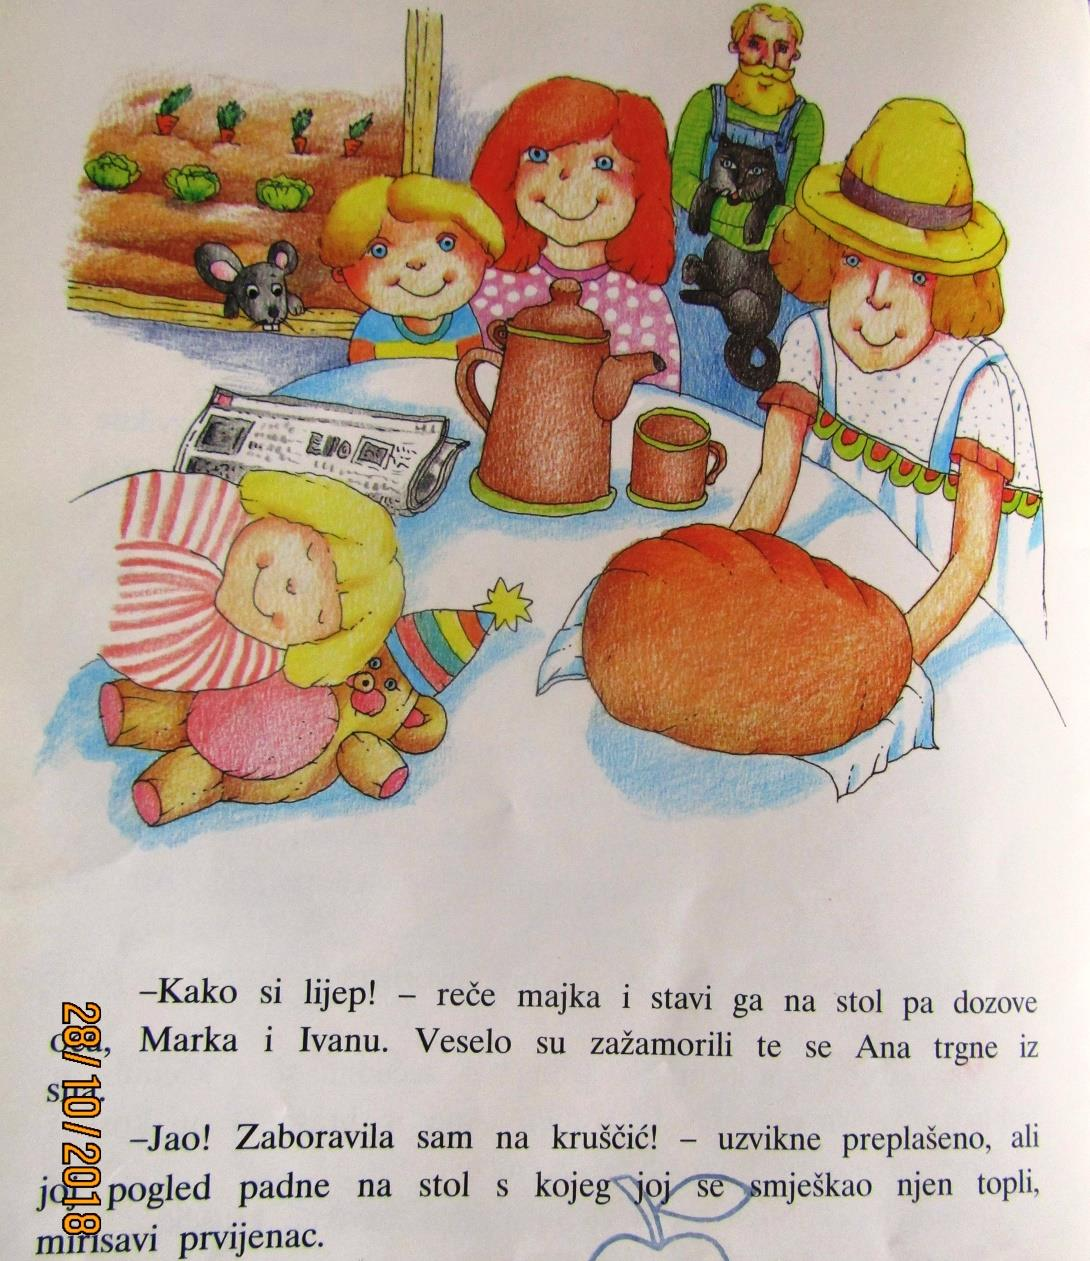 –Kako si lijep! – reče majka i stavi ga na stol pa dozove
Marka i Ivanu. Veselo su zažamorili te se Ana trgne iz
sna.
–Jao! Zaboravila sam na kruščić! – uzvikne preplašeno, ali
joj pogled padne na stol s kojeg joj se smješkao njen topli,
mirisavi prvijenac.
28/10/2018